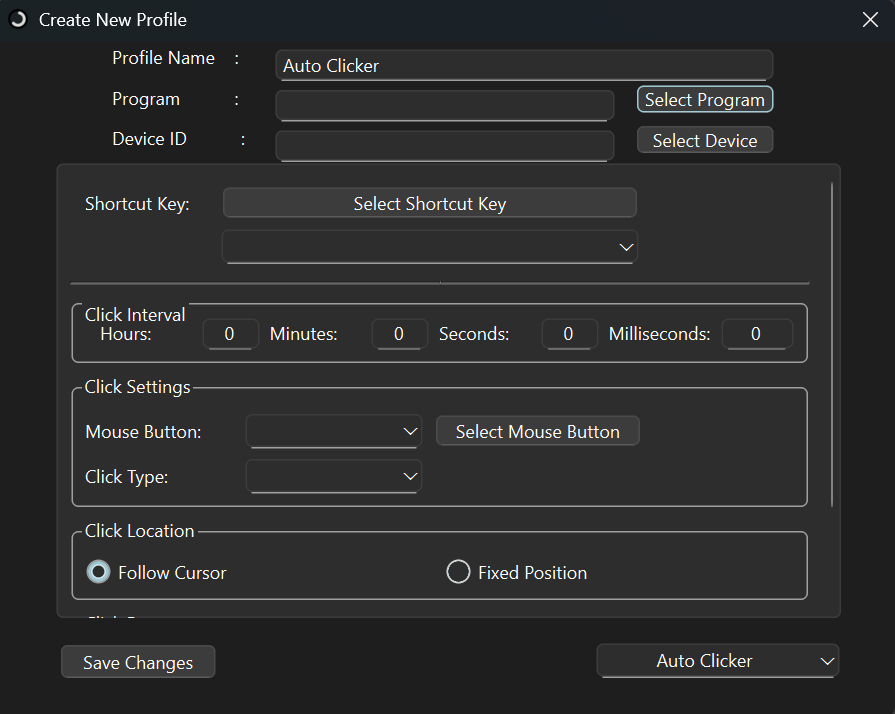 Create New Profile
Profile Name : Auto Clicker
Program : Select Program
Device ID : Select Device
Shortcut Key: Select Shortcut Key
Click Interval
Hours: 0 Minutes: 0 Seconds: 0 Milliseconds: 0
Click Settings
Mouse Button: Select Mouse Button
Click Type:
Click Location
Follow Cursor Fixed Position
Save Changes Auto Clicker